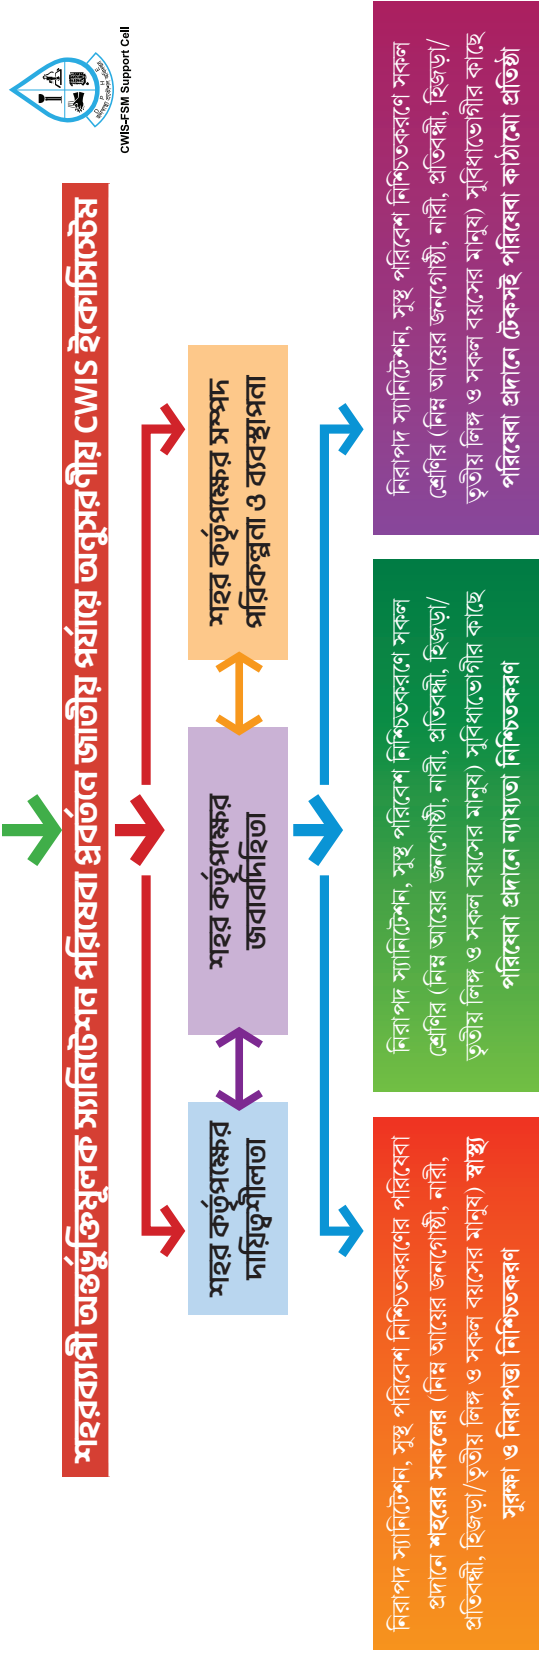 CWIS-FSM Support Cell
শহরব্যাপী অন্তর্ভুক্তিমূলক স্যানিটেশন পরিষেবা প্রবর্তনে জাতীয় পর্যায়ে অনুসরণীয় CWIS ইকোসিস্টেম
শহর কর্তৃপক্ষের
দায়িত্বশীলতা
শহর কর্তৃপক্ষের
জবাবদিহিতা
শহর কর্তৃপক্ষের সম্পদ
পরিকল্পনা ও ব্যবস্থাপনা
নিরাপদ স্যানিটেশন, সুস্থ পরিবেশ নিশ্চিতকরণের পরিষেবা
প্রদানে শহরের সকলের (নিম্ন আয়ের জনগোষ্ঠী, নারী,
প্রতিবন্ধী, হিজড়া/তৃতীয় লিঙ্গ ও সকল বয়সের মানুষ) স্বাস্থ্য
সুরক্ষা ও নিরাপত্তা নিশ্চিতকরণ
নিরাপদ স্যানিটেশন, সুস্থ পরিবেশ নিশ্চিতকরণে সকল
শ্রেণির (নিম্ন আয়ের জনগোষ্ঠী, নারী, প্রতিবন্ধী, হিজড়া/
তৃতীয় লিঙ্গ ও সকল বয়সের মানুষ) সুবিধাভোগীর কাছে
পরিষেবা প্রদানে ন্যায্যতা নিশ্চিতকরণ
নিরাপদ স্যানিটেশন, সুস্থ পরিবেশ নিশ্চিতকরণে সকল
শ্রেণির (নিম্ন আয়ের জনগোষ্ঠী, নারী, প্রতিবন্ধী, হিজড়া/
তৃতীয় লিঙ্গ ও সকল বয়সের মানুষ) সুবিধাভোগীর কাছে
পরিষেবা প্রদানে টেকসই পরিষেবা কাঠামো প্রতিষ্ঠা